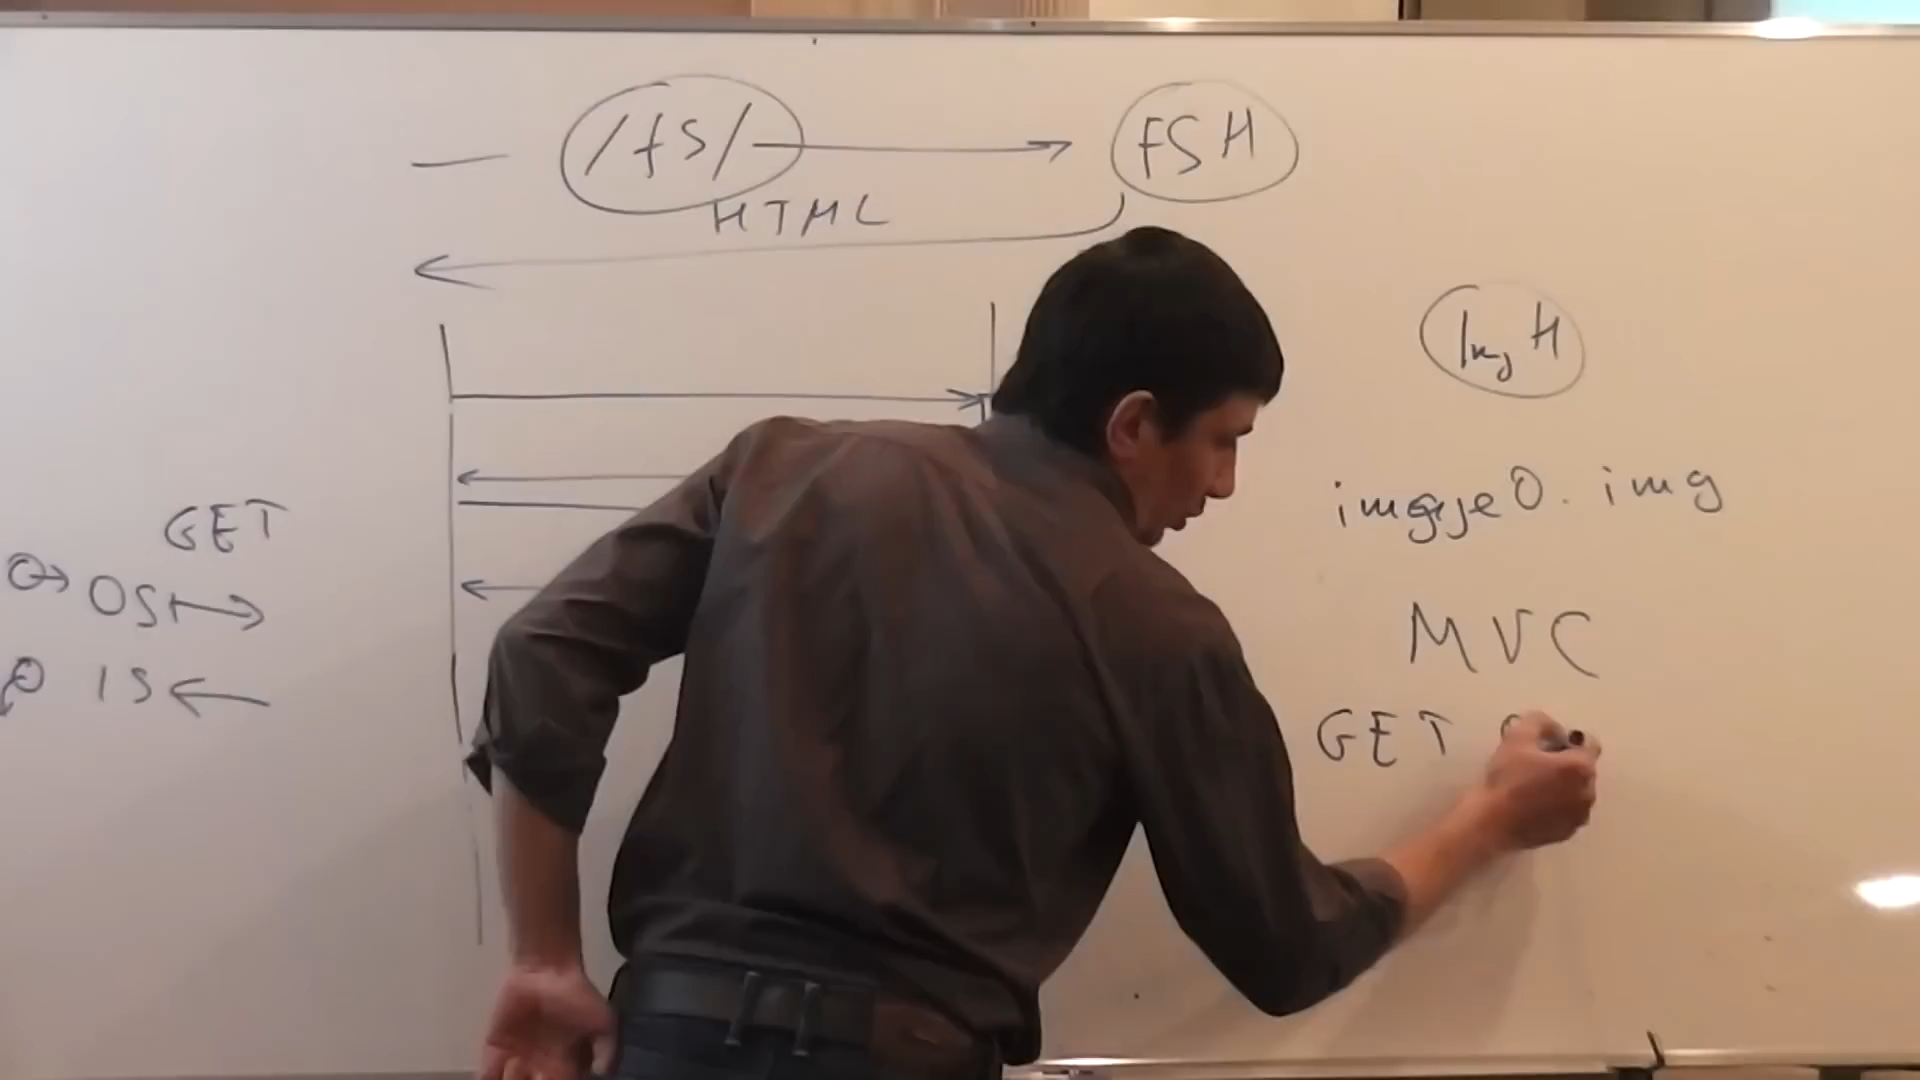 /fS/
FSH
HTML
Img H
image0.img
GET
OS
IS
MVC
GET